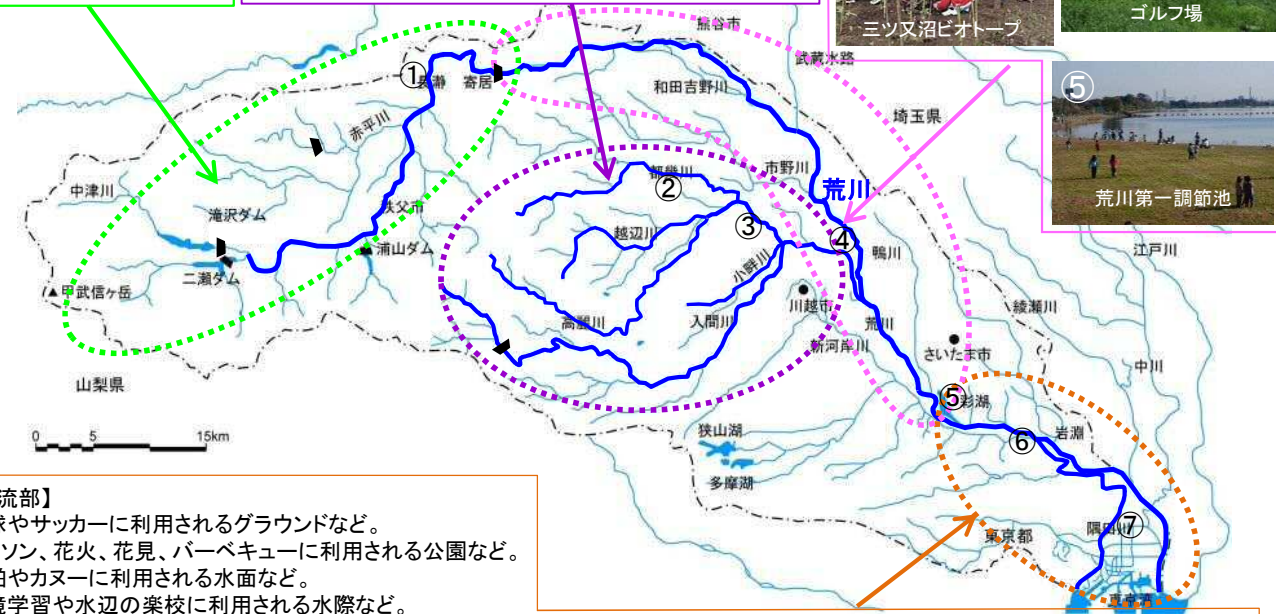 三ツ又沼ビオトープ
ゴルフ場
熊谷市
武蔵水路
⑤
①
長瀞
寄居
和田吉野川
埼玉県
赤平川
荒川第一調節池
中津川
都幾川
市野川
②
荒川
滝沢ダム
秩父市
越辺川
③
④
浦山ダム
小畔川
鴨川
江戸川
二瀬ダム
▲甲武信ヶ岳
川越市
綾瀬川
高麗川
入間川
荒川
新河岸川
さいたま市
中川
山梨県
⑤
彩湖
0 5 15km
狭山湖
⑥
岩淵
多摩湖
流部】
やサッカーに利用されるグラウンドなど。
ソン、花火、花見、バーベキューに利用される公園など。
やカヌーに利用される水面など。
学習や水辺の楽校に利用される水際など。
東京都
隅田川
⑦
東京湾